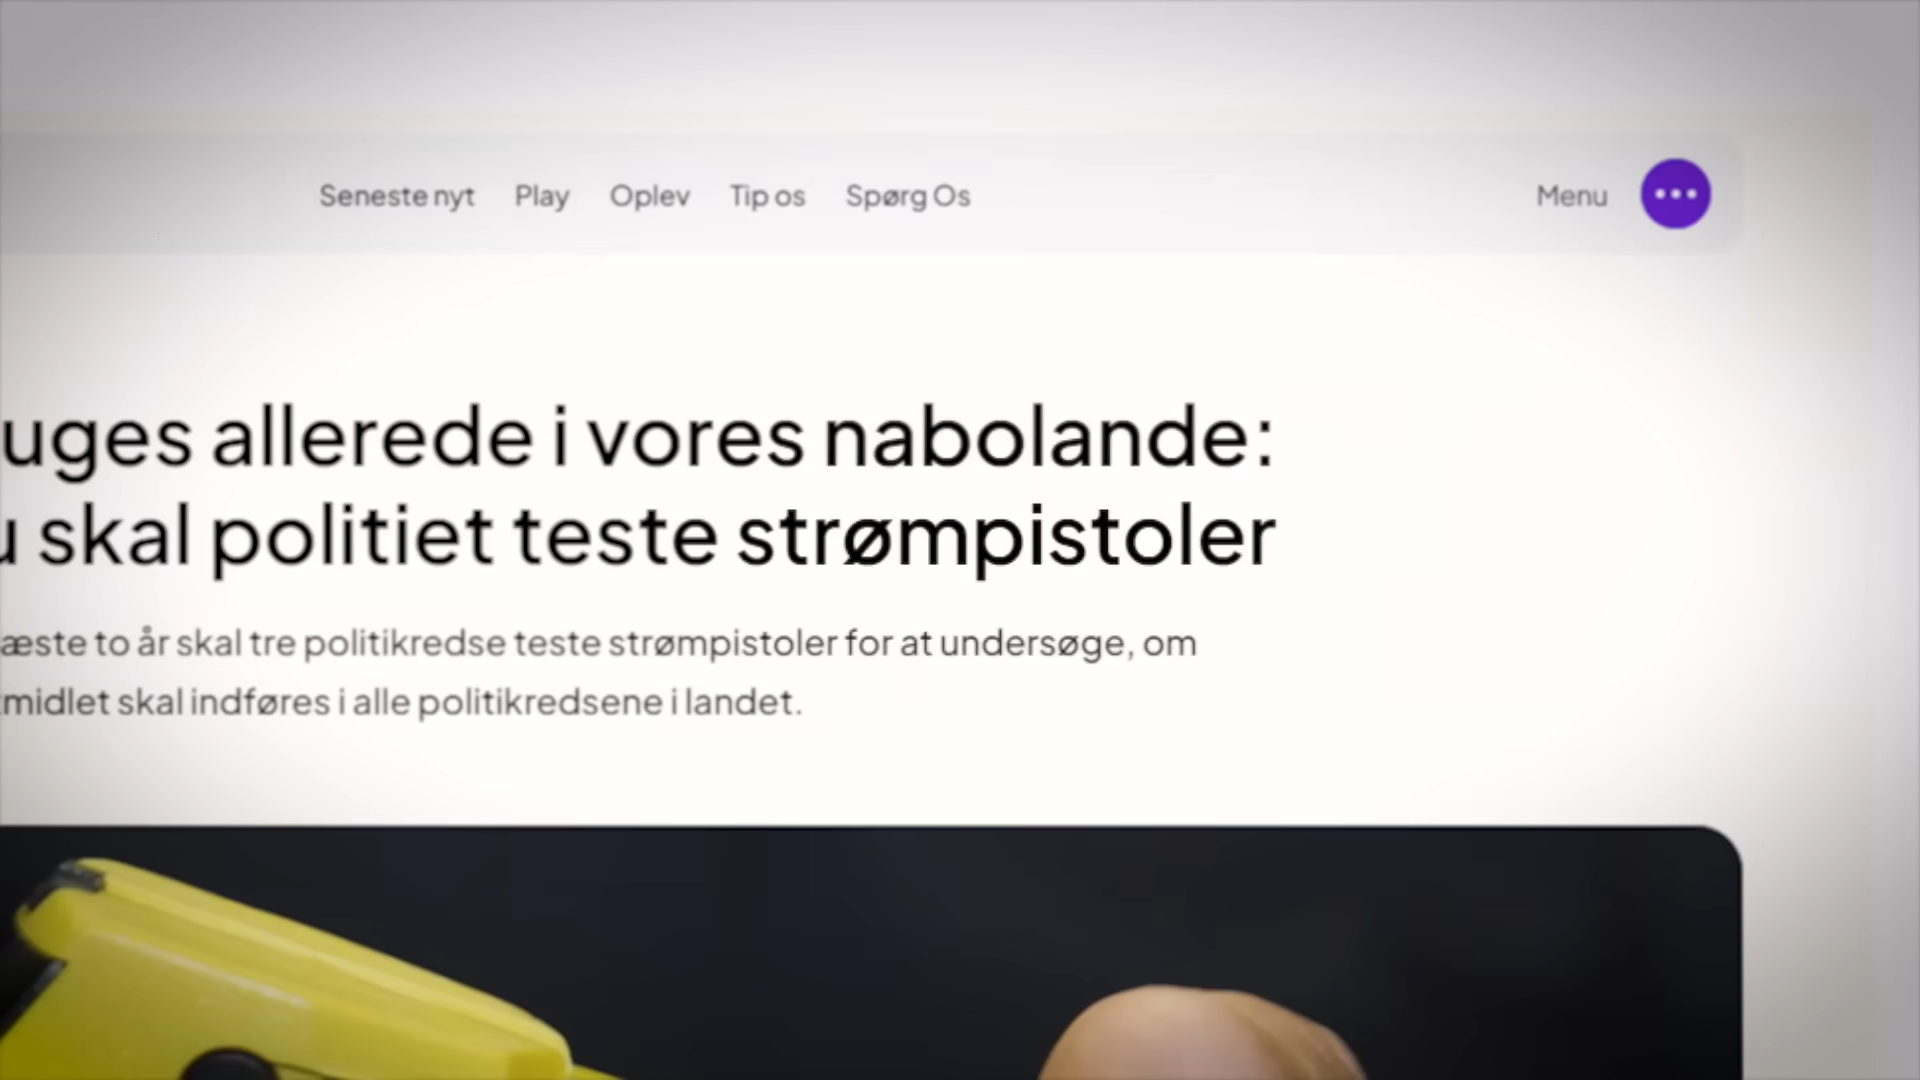 Seneste nyt Play Oplev Tip os Spørg Os Menu
uges allerede i vores nabolande:
u skal politiet teste strømpistoler
æste to år skal tre politikredse teste strømpistoler for at undersøge, om
tmidlet skal indføres i alle politikredsene i landet.